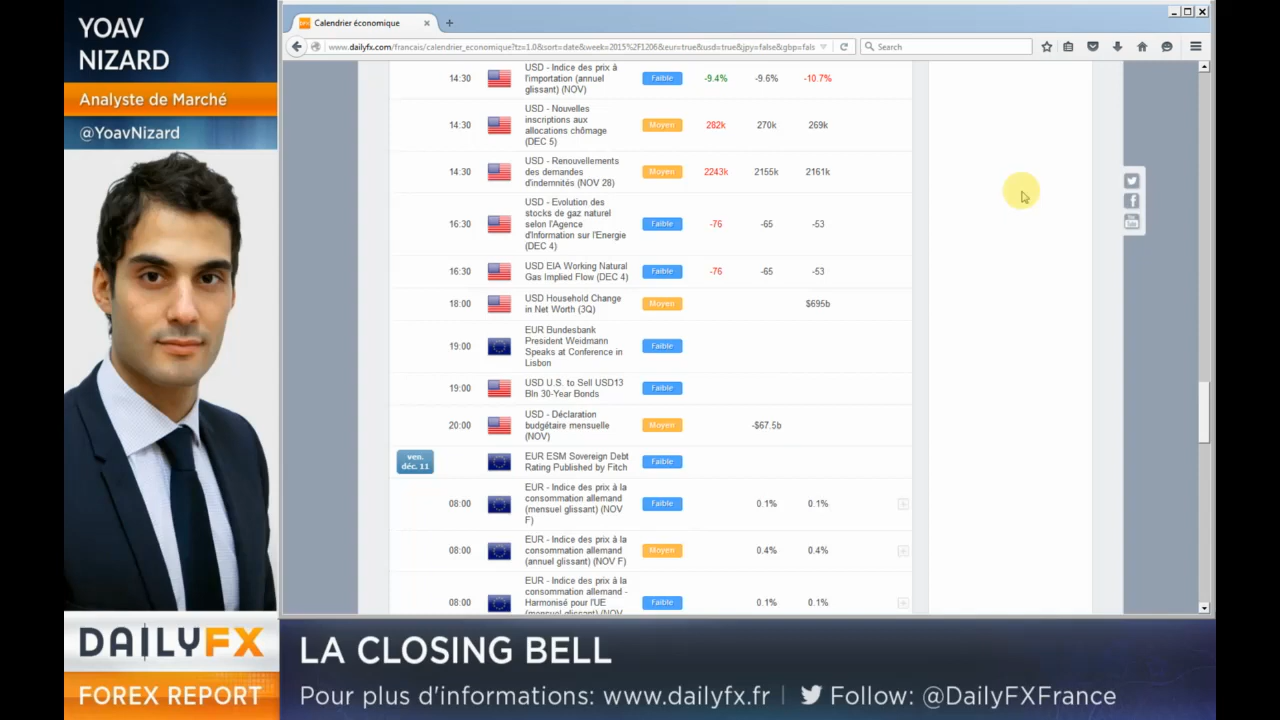 YOAV
NIZARD
Analyste de Marché
@YoavNizard
DAILYFX
FOREX REPORT
Calendrier économique
www.dailyfx.com/francais/calendrier_economique?tz=1.0&sort=date&week=2015%2F1206&eur=true&usd=true&jpy=false&gbp=fals
Search
14:30 USD - Indice des prix à Faible -9.4% -9.6% -10.7%
l'importation (annuel
glissant) (NOV)
14:30 USD - Nouvelles Moyen 282k 270k 269k
inscriptions aux
allocations chômage
(DEC 5)
14:30 USD - Renouvellements Moyen 2243k 2155k 2161k
des demandes
d'indemnités (NOV 28)
16:30 USD - Evolution des Faible -76 -65 -53
stocks de gaz naturel
selon l'Agence
d'Information sur l'Energie
(DEC 4)
16:30 USD EIA Working Natural Faible -76 -65 -53
Gas Implied Flow (DEC 4)
18:00 USD Household Change Moyen $695b
in Net Worth (3Q)
19:00 EUR Bundesbank Faible
President Weidmann
Speaks at Conference in
Lisbon
19:00 USD U.S. to Sell USD13 Faible
Bln 30-Year Bonds
20:00 USD - Déclaration Moyen -$67.5b
budgétaire mensuelle
(NOV)
ven. EUR ESM Sovereign Debt Faible
déc. 11 Rating Published by Fitch
08:00 EUR - Indice des prix à la Faible 0.1% 0.1%
consommation allemand
(mensuel glissant) (NOV
F)
08:00 EUR - Indice des prix à la Moyen 0.4% 0.4%
consommation allemand
(annuel glissant) (NOV F)
08:00 EUR - Indice des prix à la Faible 0.1% 0.1%
consommation allemand -
Harmonisé pour l'UE
(mensuel glissant) (NOV
LA CLOSING BELL
Pour plus d'informations: www.dailyfx.fr | Follow: @DailyFXFrance